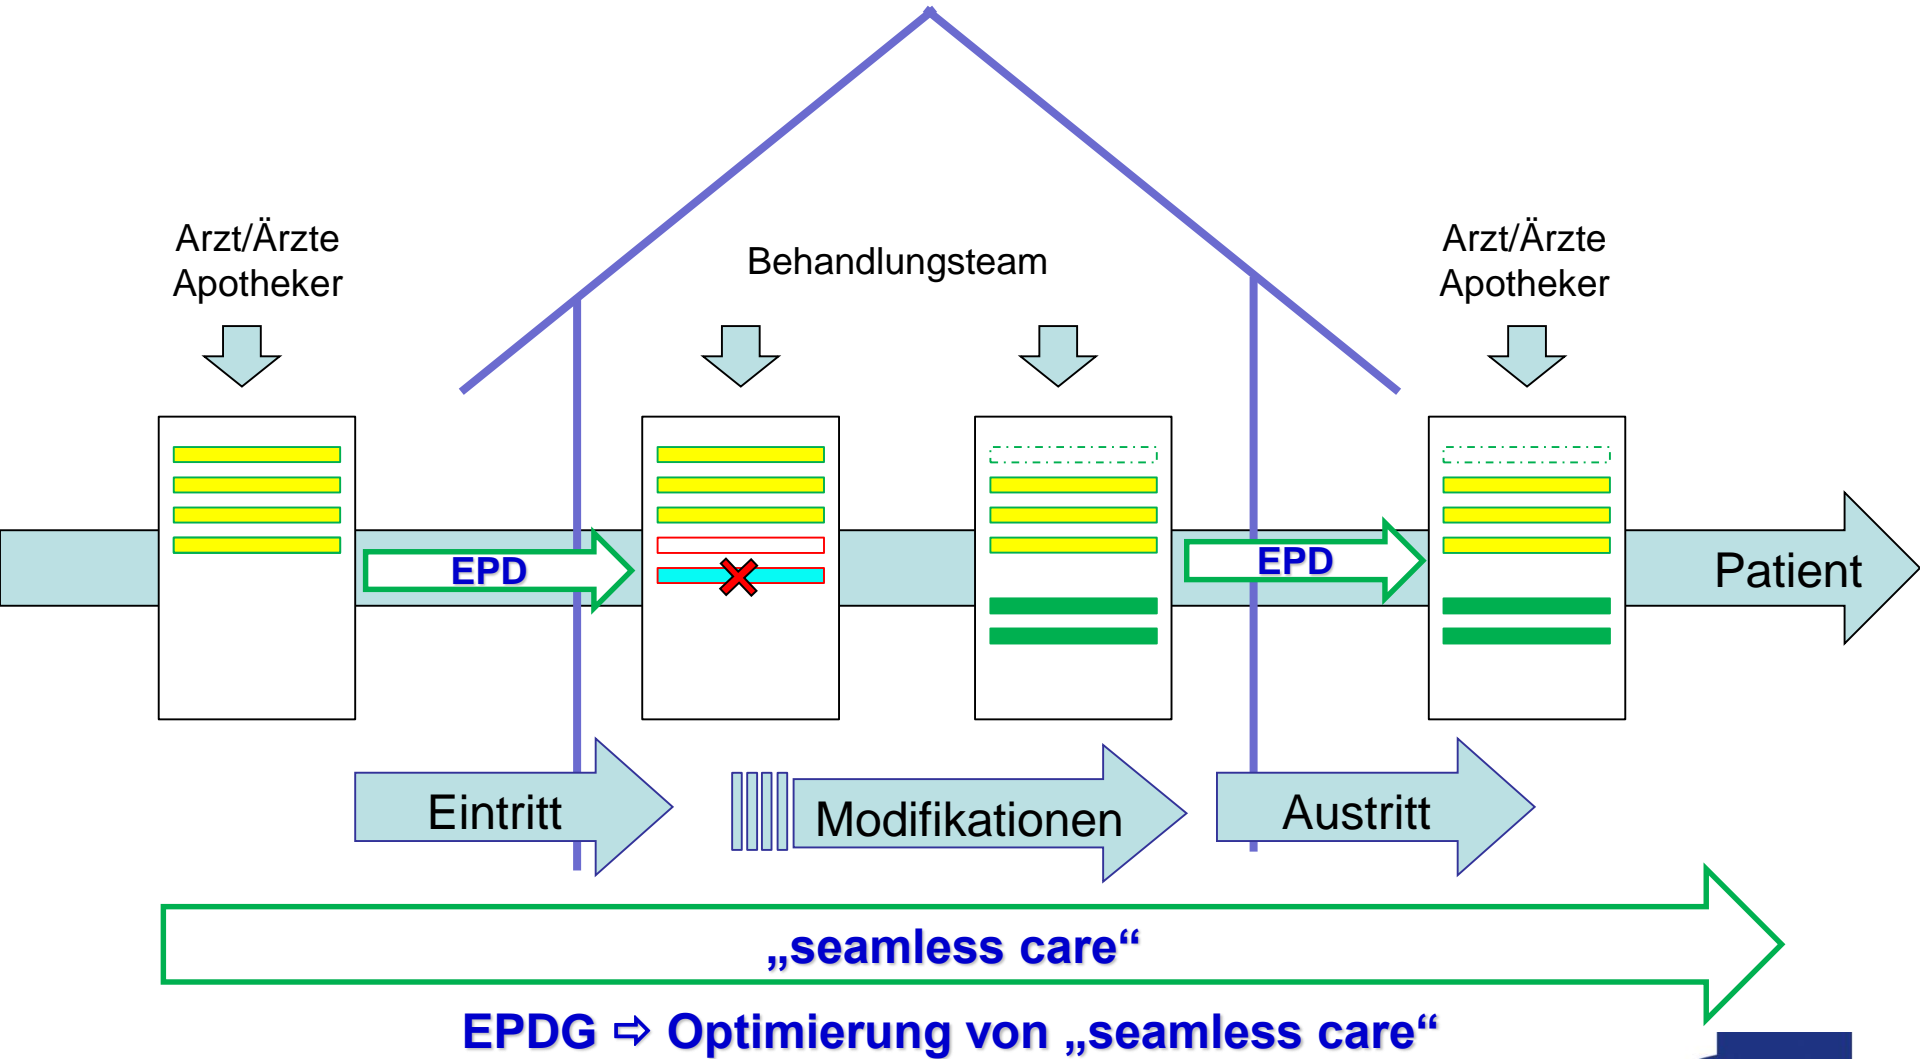 Arzt/Ärzte
Apotheker
Behandlungsteam
Arzt/Ärzte
Apotheker
EPD
EPD
Patient
Eintritt
Modifikationen
Austritt
„seamless care“
EPDG ⇨ Optimierung von „seamless care“